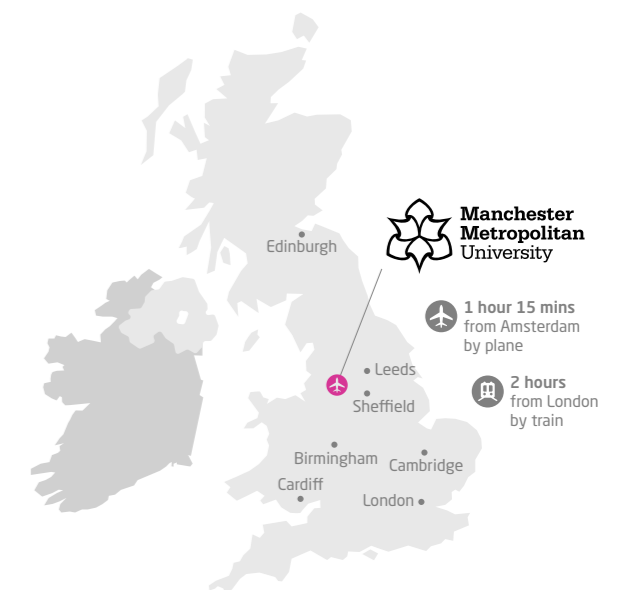 Manchester
Metropolitan
University
Edinburgh
1 hour 15 mins
from Amsterdam
by plane
Leeds
2 hours
from London
by train
Sheffield
Birmingham
Cambridge
Cardiff
London